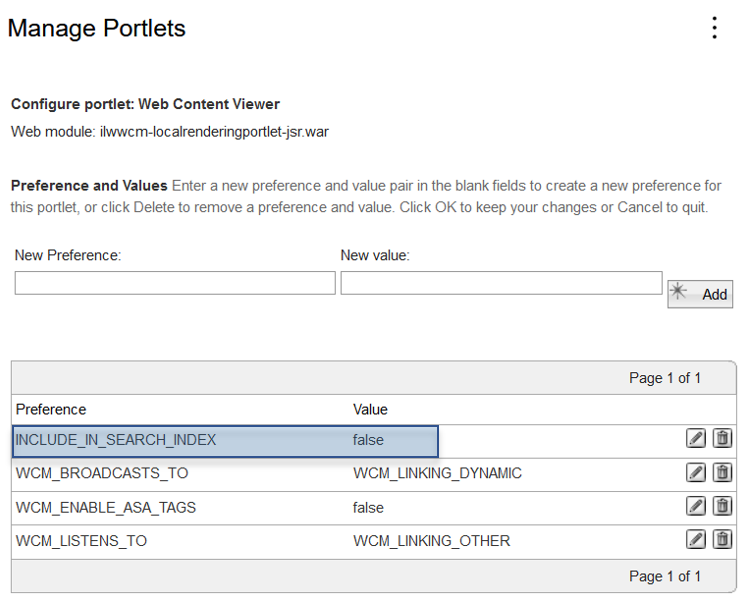 Manage Portlets
Configure portlet: Web Content Viewer
Web module: ilwwcm-localrenderingportlet-jsr.war
Preference and Values Enter a new preference and value pair in the blank fields to create a new preference for
this portlet, or click Delete to remove a preference and value. Click OK to keep your changes or Cancel to quit.
New Preference: New value:
Add
Page 1 of 1
Preference Value
INCLUDE_IN_SEARCH_INDEX false
WCM_BROADCASTS_TO WCM_LINKING_DYNAMIC
WCM_ENABLE_ASA_TAGS false
WCM_LISTENS_TO WCM_LINKING_OTHER
Page 1 of 1